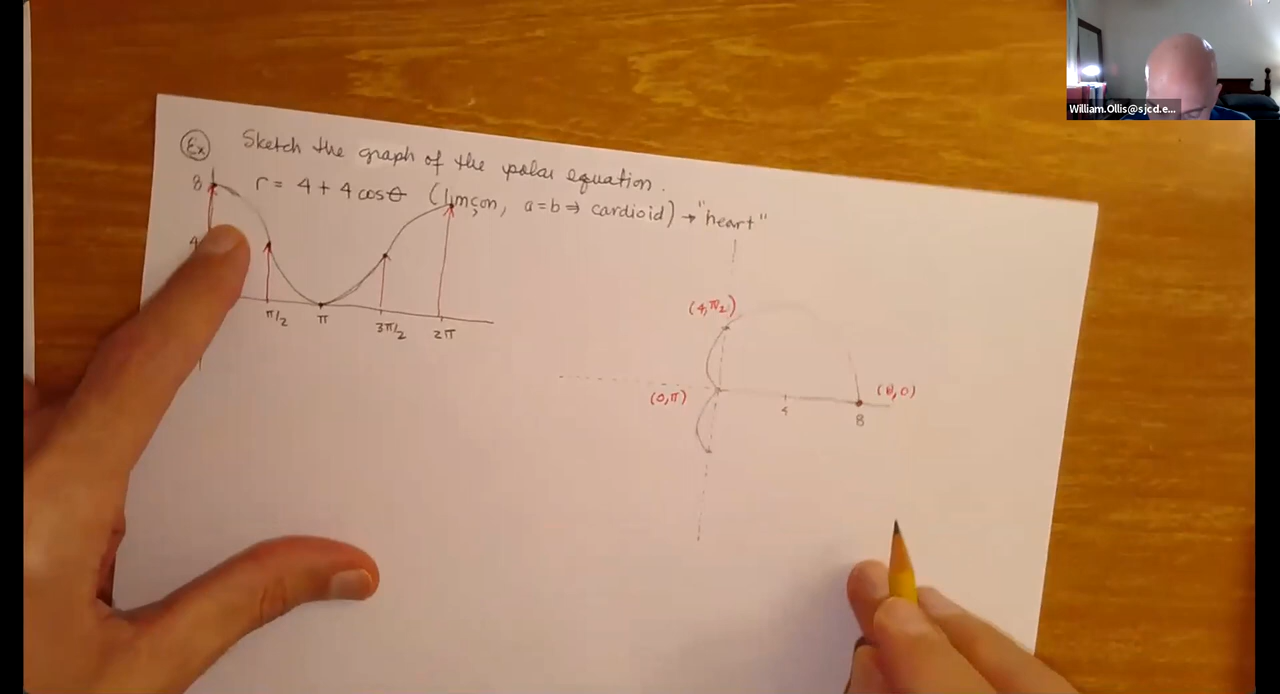 William.Ollis@sjcd.e...
Ex Sketch the graph of the polar equation.
r = 4 + 4 cosθ (limçon, a=b ⇒ cardioid) → "heart"
8
4
π/2 π 3π/2 2π
(4,π/2)
(0,π)
(8,0)
4 8